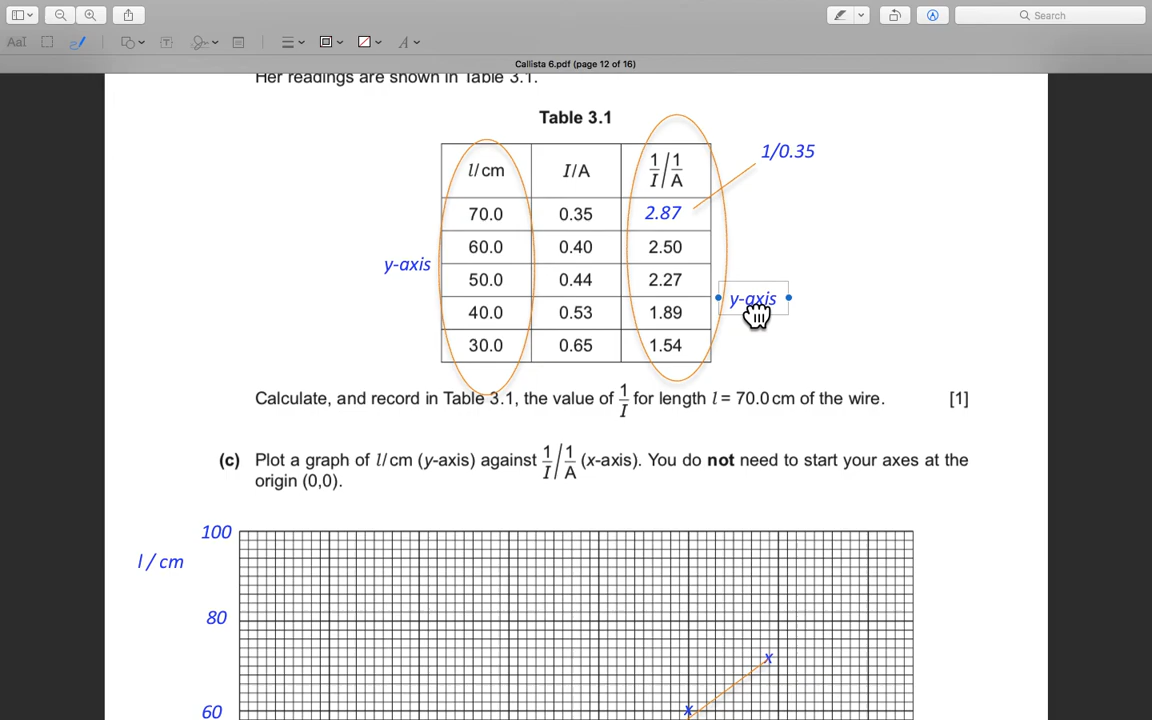 Search
AaI
Callista 6.pdf (page 12 of 16)
Her readings are shown in Table 3.1.
Table 3.1
l/cm I/A 1/I / 1/A
70.0 0.35 2.87
60.0 0.40 2.50
50.0 0.44 2.27
40.0 0.53 1.89
30.0 0.65 1.54
1/0.35
y-axis
y-axis
Calculate, and record in Table 3.1, the value of 1/I for length l = 70.0 cm of the wire. [1]
(c) Plot a graph of l/cm (y-axis) against 1/I / 1/A (x-axis). You do not need to start your axes at the
origin (0,0).
100
l / cm
80
x
60
x